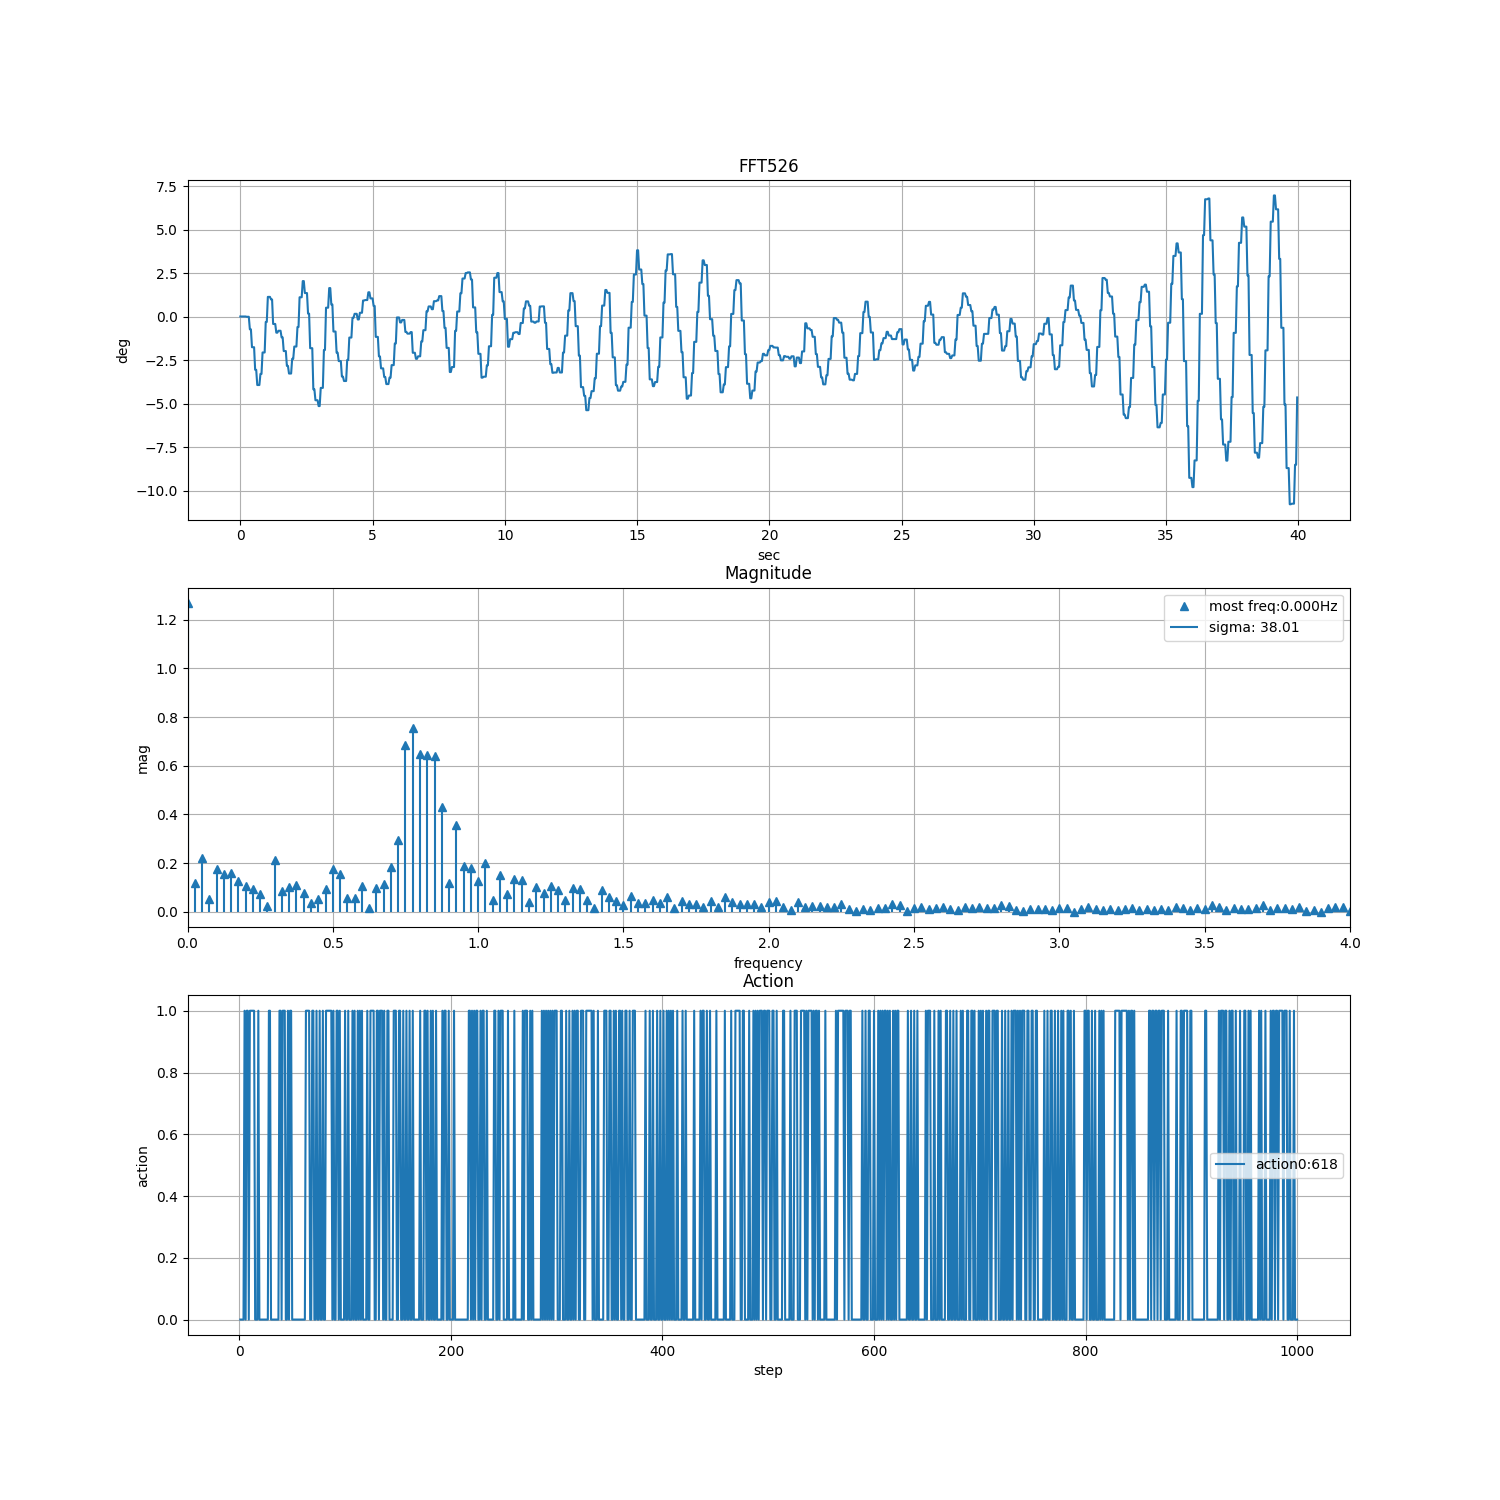 FFT526
7.5
5.0
2.5
0.0
−2.5
−5.0
−7.5
−10.0
deg
0 5 10 15 20 25 30 35 40
sec
Magnitude
most freq:0.000Hz
sigma: 38.01
1.2
1.0
0.8
0.6
0.4
0.2
0.0
mag
0.0 0.5 1.0 1.5 2.0 2.5 3.0 3.5 4.0
frequency
Action
1.0
0.8
0.6
0.4
0.2
0.0
action
action0:618
0 200 400 600 800 1000
step